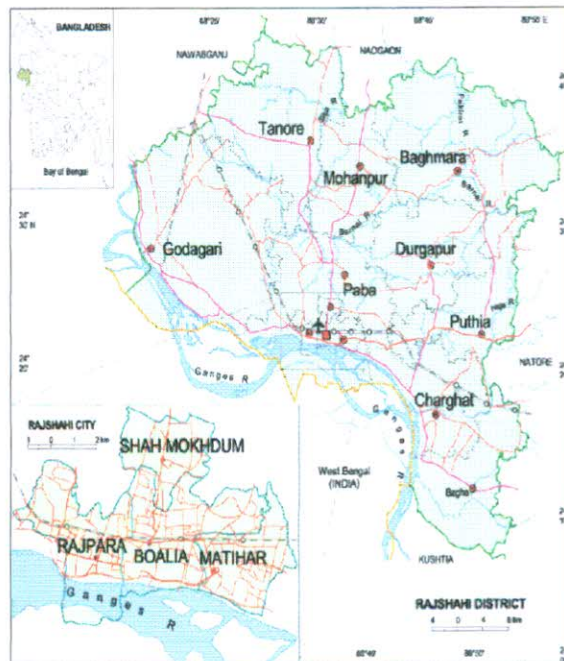 BANGLADESH
Bay of Bengal
NAWABGANJ
NAOGAON
Tanore
Mohanpur
Baghmara
Godagari
Durgapur
Paba
Puthia
NATORE
Ganges R
Charghat
Ganges R
West Bengal
(INDIA)
Bagha
KUSHTIA
RAJSHAHI CITY
SHAH MOKHDUM
RAJPARA
BOALIA
MATIHAR
Ganges R
RAJSHAHI DISTRICT